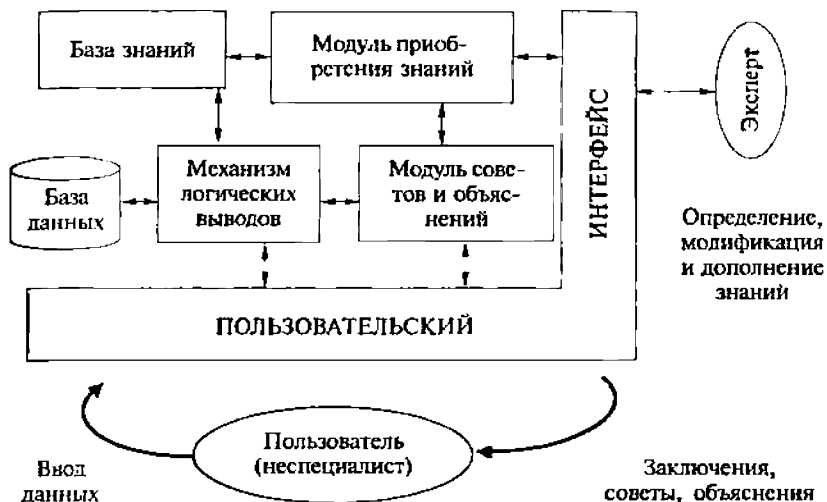 База знаний
Модуль приоб-
ретения знаний
ИНТЕРФЕЙС
Эксперт
База
данных
Механизм
логических
выводов
Модуль сове-
тов и объяс-
нений
Определение,
модификация
и дополнение
знаний
ПОЛЬЗОВАТЕЛЬСКИЙ
Пользователь
(неспециалист)
Ввод
данных
Заключения,
советы, объяснения